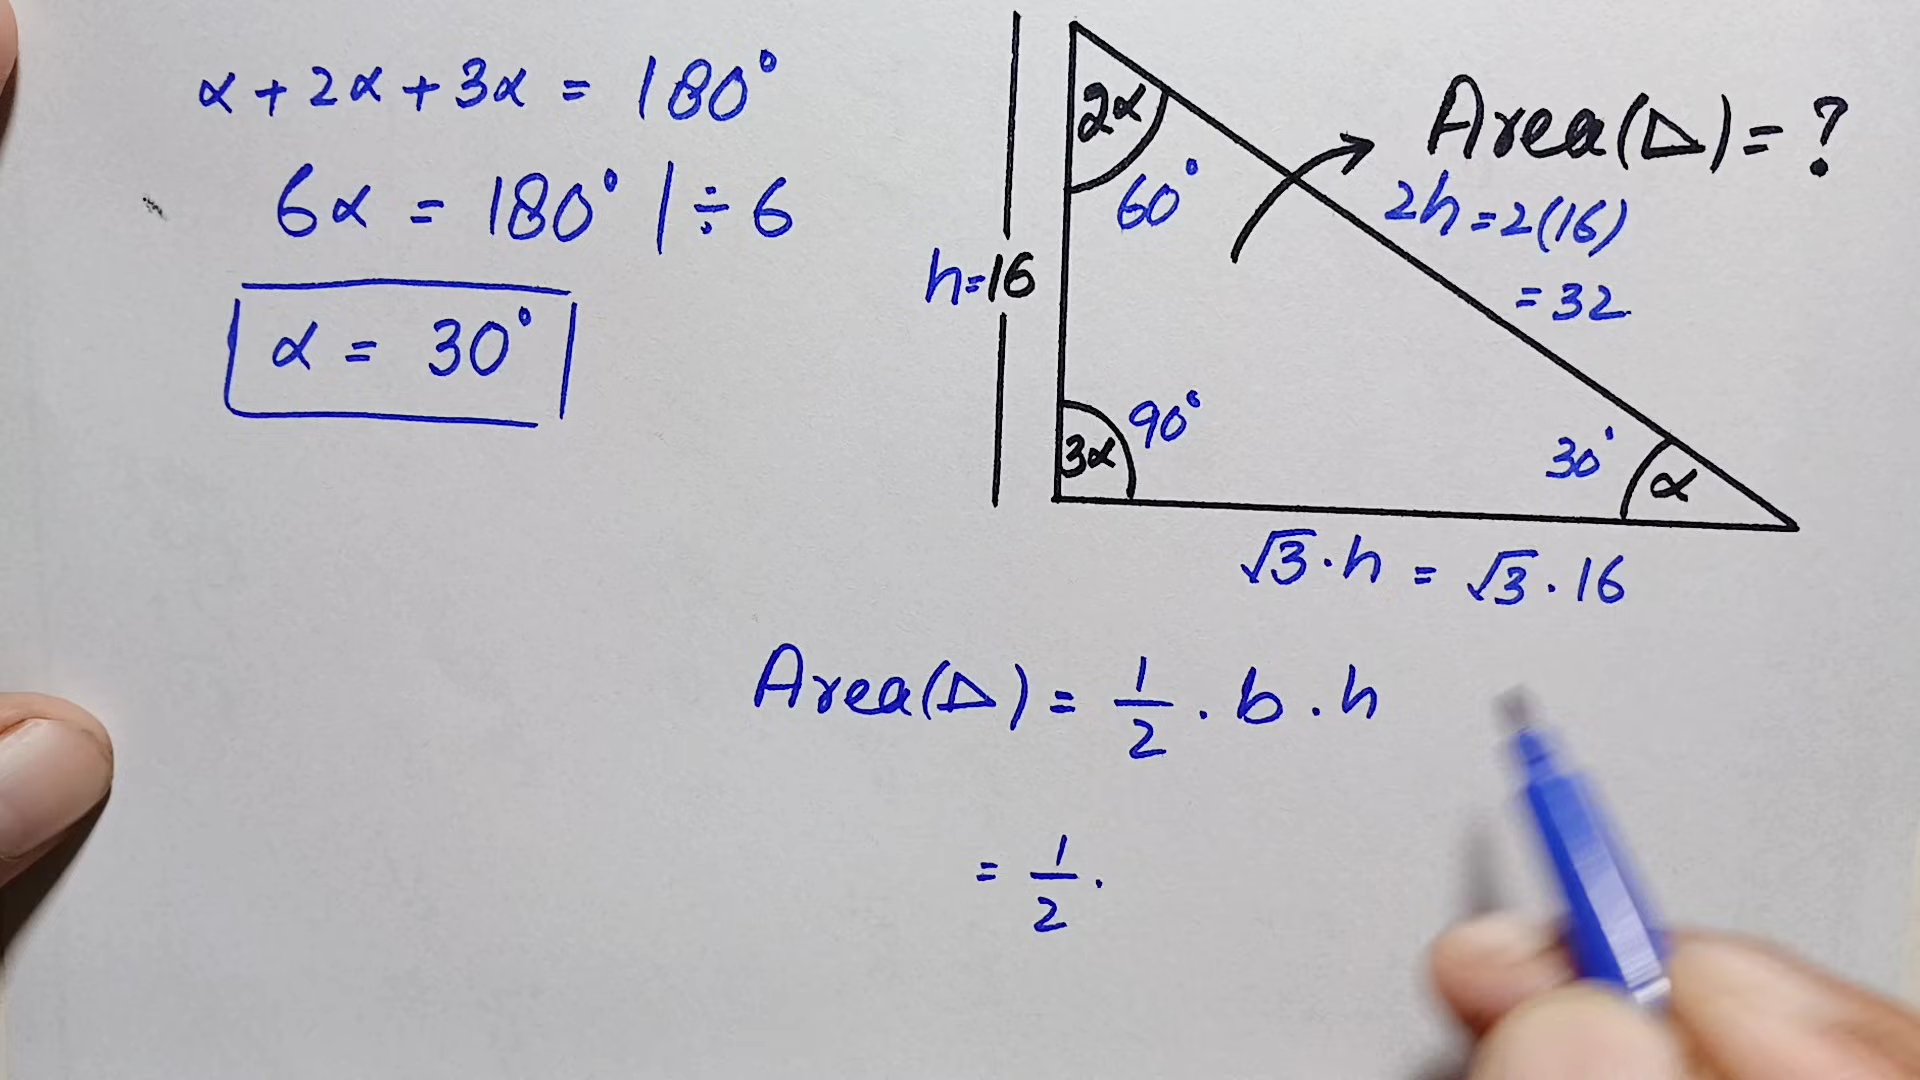 α + 2α + 3α = 180°
6α = 180° | ÷ 6
α = 30°
2α
60°
Area(Δ) = ?
2h = 2(16)
= 32
h = 16
90°
3α
30°
α
√3 · h = √3 · 16
Area(Δ) = 1/2 · b · h
= 1/2 ·